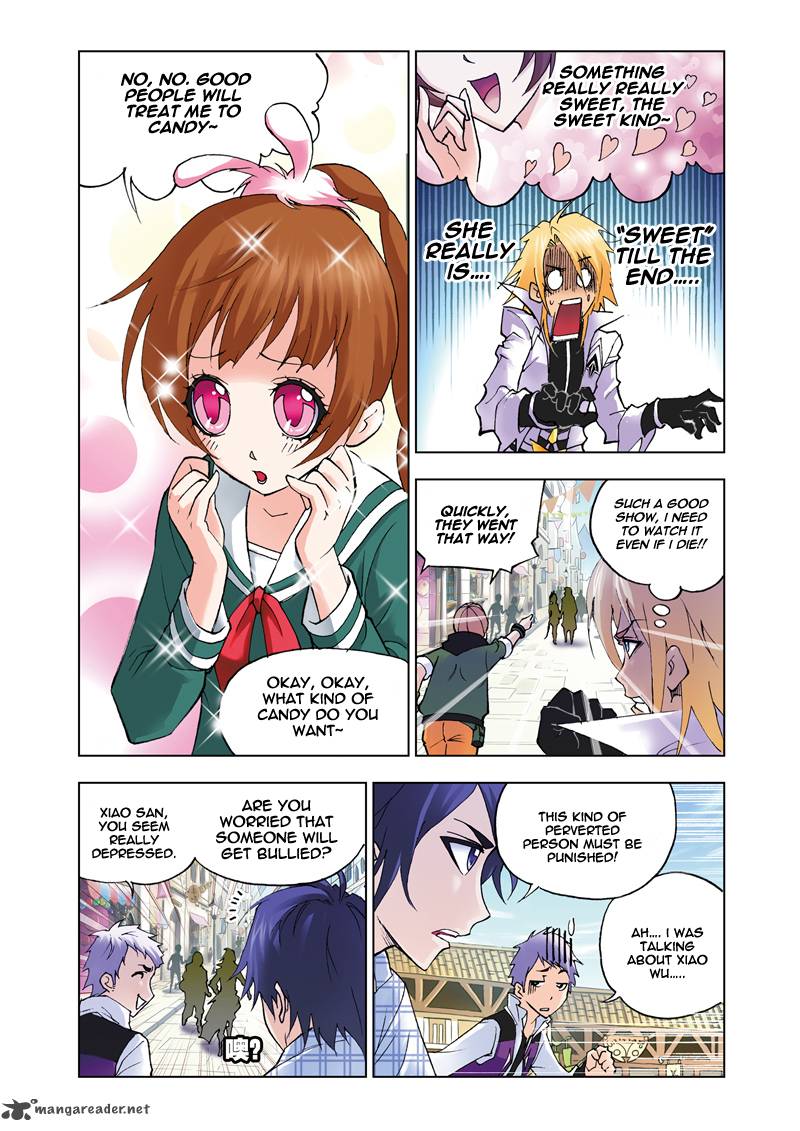 NO, NO. GOOD
PEOPLE WILL
TREAT ME TO
CANDY~
OKAY, OKAY,
WHAT KIND OF
CANDY DO YOU
WANT~
SOMETHING
REALLY REALLY
SWEET, THE
SWEET KIND~
SHE
REALLY
IS....
"SWEET"
TILL THE
END.....
QUICKLY,
THEY WENT
THAT WAY!
SUCH A GOOD
SHOW, I NEED
TO WATCH IT
EVEN IF I DIE!!
XIAO SAN,
YOU SEEM
REALLY
DEPRESSED.
ARE YOU
WORRIED THAT
SOMEONE WILL
GET BULLIED?
噢?
THIS KIND OF
PERVERTED
PERSON MUST BE
PUNISHED!
AH.... I WAS
TALKING
ABOUT XIAO
WU.....
mangareader.net